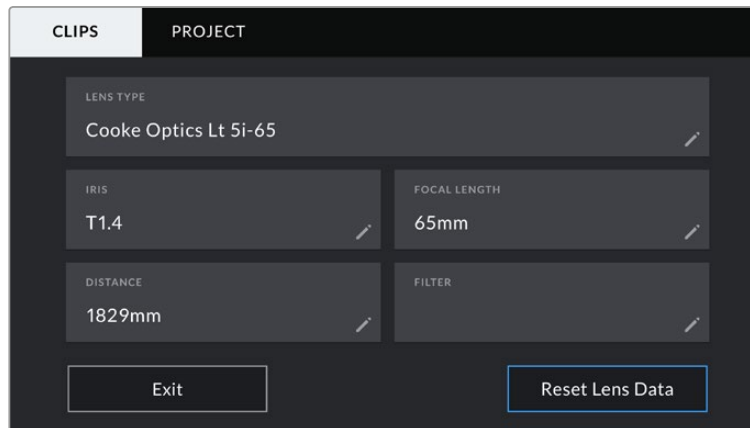 CLIPS PROJECT
LENS TYPE
Cooke Optics Lt 5i-65
IRIS FOCAL LENGTH
T1.4 65mm
DISTANCE FILTER
1829mm
Exit Reset Lens Data